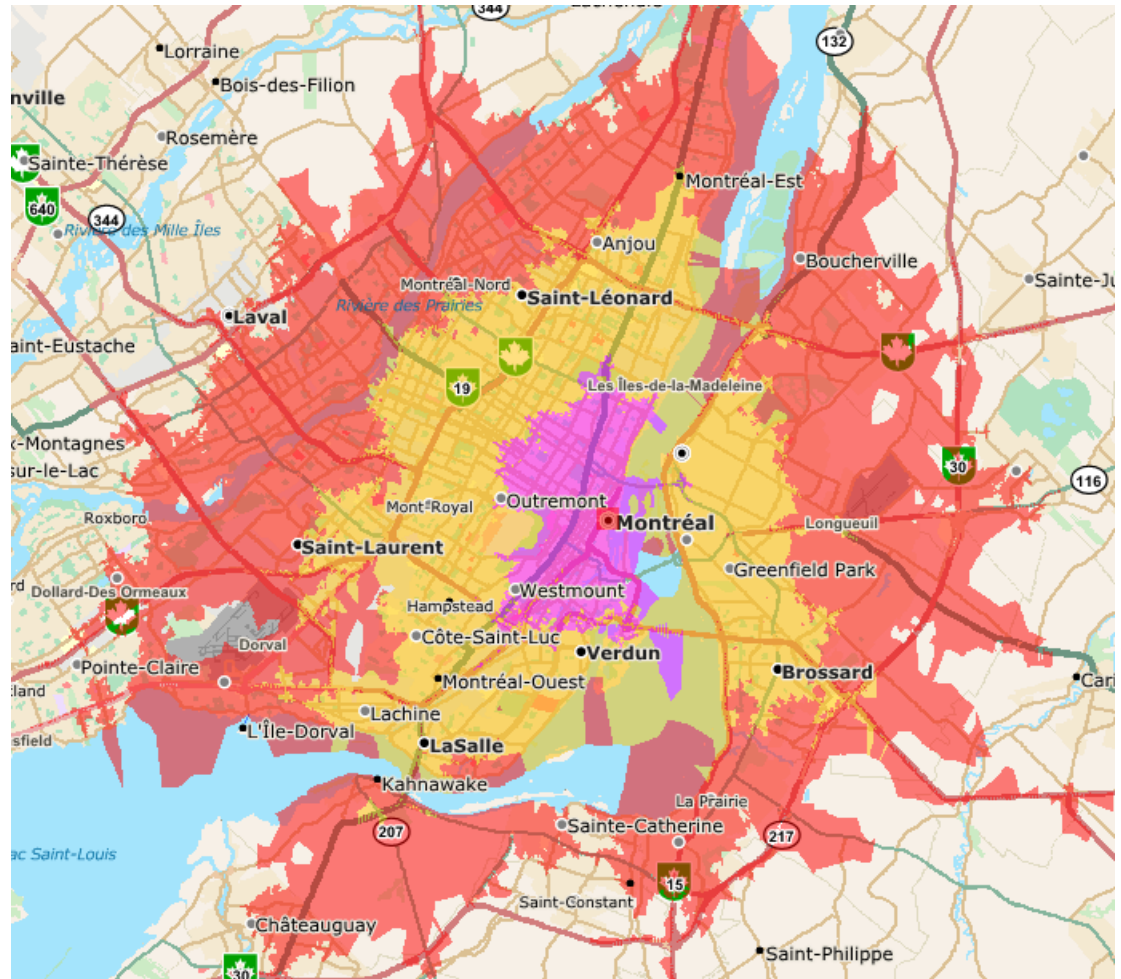 344
Lachenaie
132
Lorraine
Bois-des-Filion
nville
Rosemère
Sainte-Thérèse
Montréal-Est
640
344
Rivière des Mille Îles
Anjou
Boucherville
Sainte-Ju
Montréal-Nord
Saint-Léonard
Rivière des Prairies
Laval
aint-Eustache
19
Les Îles-de-la-Madeleine
x-Montagnes
sur-le-Lac
30
116
Outremont
Mont-Royal
Roxboro
Montréal
Longueuil
Saint-Laurent
Greenfield Park
rd
Dollard-Des Ormeaux
Westmount
Hampstead
Côte-Saint-Luc
Dorval
Verdun
Pointe-Claire
Brossard
Montréal-Ouest
Cari
kland
Lachine
L'Île-Dorval
sfield
LaSalle
Kahnawake
La Prairie
207
Sainte-Catherine
217
ac Saint-Louis
15
Saint-Constant
Châteauguay
Saint-Philippe
30